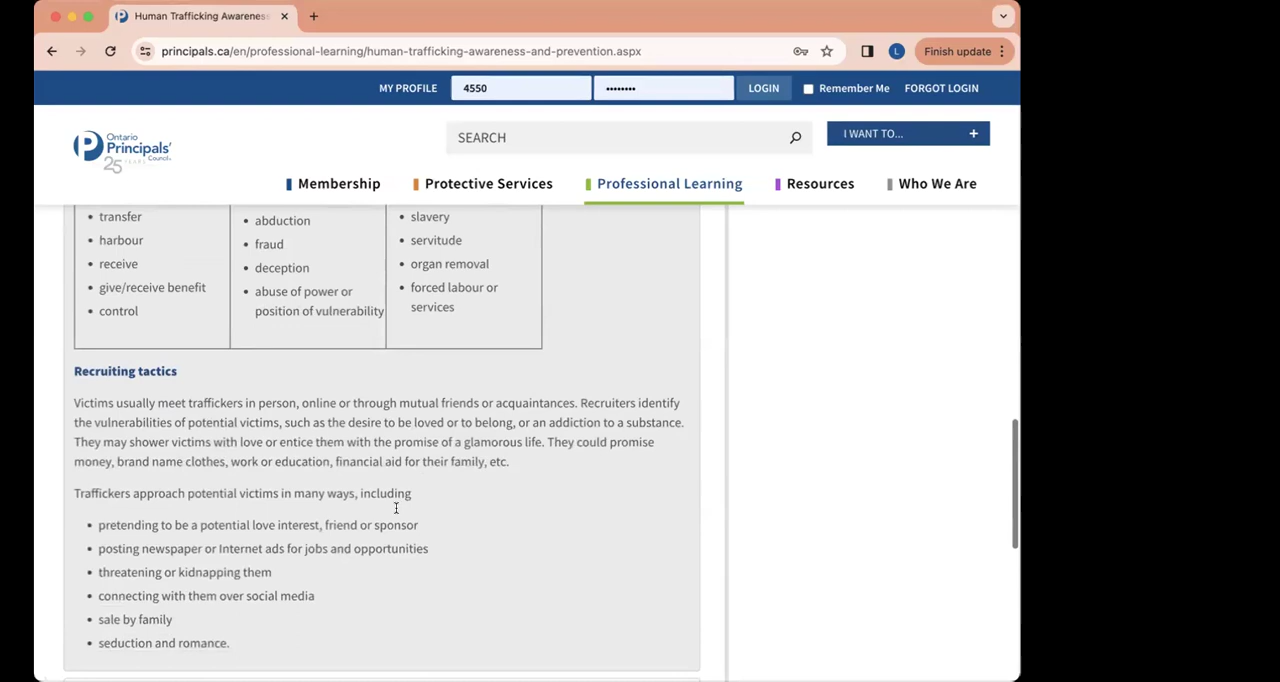 Human Trafficking Awareness
principals.ca/en/professional-learning/human-trafficking-awareness-and-prevention.aspx
L
Finish update
MY PROFILE
4550
••••••••
LOGIN
Remember Me
FORGOT LOGIN
Ontario
Principals'
Council
25 YEARS
SEARCH
I WANT TO...
+
Membership
Protective Services
Professional Learning
Resources
Who We Are
• transfer
• harbour
• receive
• give/receive benefit
• control
• abduction
• fraud
• deception
• abuse of power or
position of vulnerability
• slavery
• servitude
• organ removal
• forced labour or
services
Recruiting tactics
Victims usually meet traffickers in person, online or through mutual friends or acquaintances. Recruiters identify
the vulnerabilities of potential victims, such as the desire to be loved or to belong, or an addiction to a substance.
They may shower victims with love or entice them with the promise of a glamorous life. They could promise
money, brand name clothes, work or education, financial aid for their family, etc.
Traffickers approach potential victims in many ways, including
• pretending to be a potential love interest, friend or sponsor
• posting newspaper or Internet ads for jobs and opportunities
• threatening or kidnapping them
• connecting with them over social media
• sale by family
• seduction and romance.